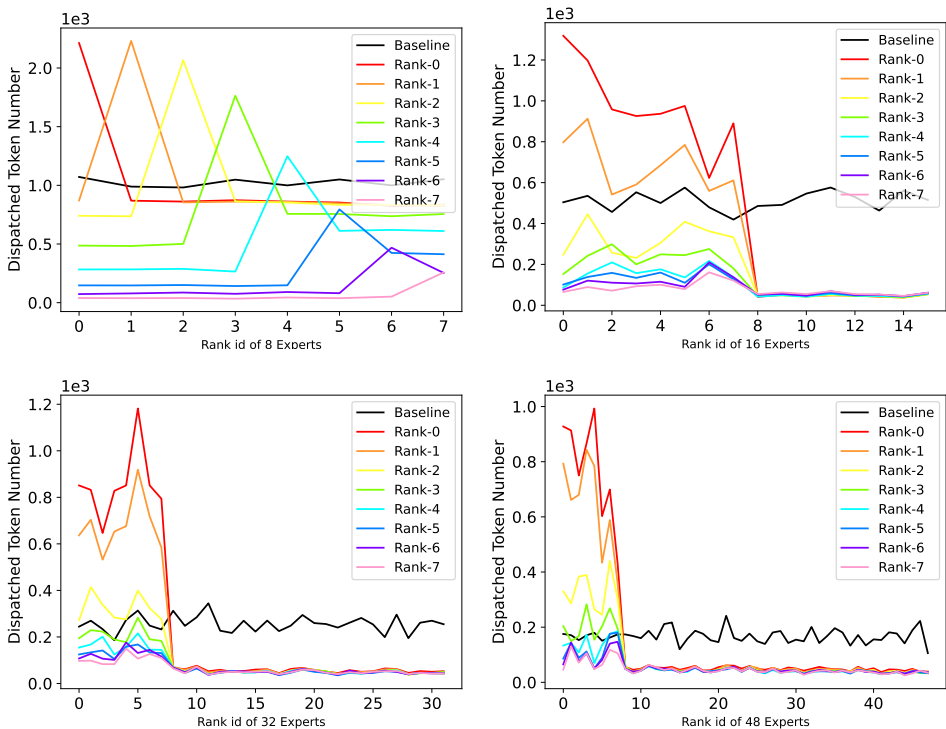 1e3
Dispatched Token Number
2.0
1.5
1.0
0.5
0.0
0 1 2 3 4 5 6 7
Rank id of 8 Experts
Baseline
Rank-0
Rank-1
Rank-2
Rank-3
Rank-4
Rank-5
Rank-6
Rank-7
1e3
Dispatched Token Number
1.2
1.0
0.8
0.6
0.4
0.2
0.0
0 2 4 6 8 10 12 14
Rank id of 16 Experts
Baseline
Rank-0
Rank-1
Rank-2
Rank-3
Rank-4
Rank-5
Rank-6
Rank-7
1e3
Dispatched Token Number
1.2
1.0
0.8
0.6
0.4
0.2
0.0
0 5 10 15 20 25 30
Rank id of 32 Experts
Baseline
Rank-0
Rank-1
Rank-2
Rank-3
Rank-4
Rank-5
Rank-6
Rank-7
1e3
Dispatched Token Number
1.0
0.8
0.6
0.4
0.2
0.0
0 10 20 30 40
Rank id of 48 Experts
Baseline
Rank-0
Rank-1
Rank-2
Rank-3
Rank-4
Rank-5
Rank-6
Rank-7